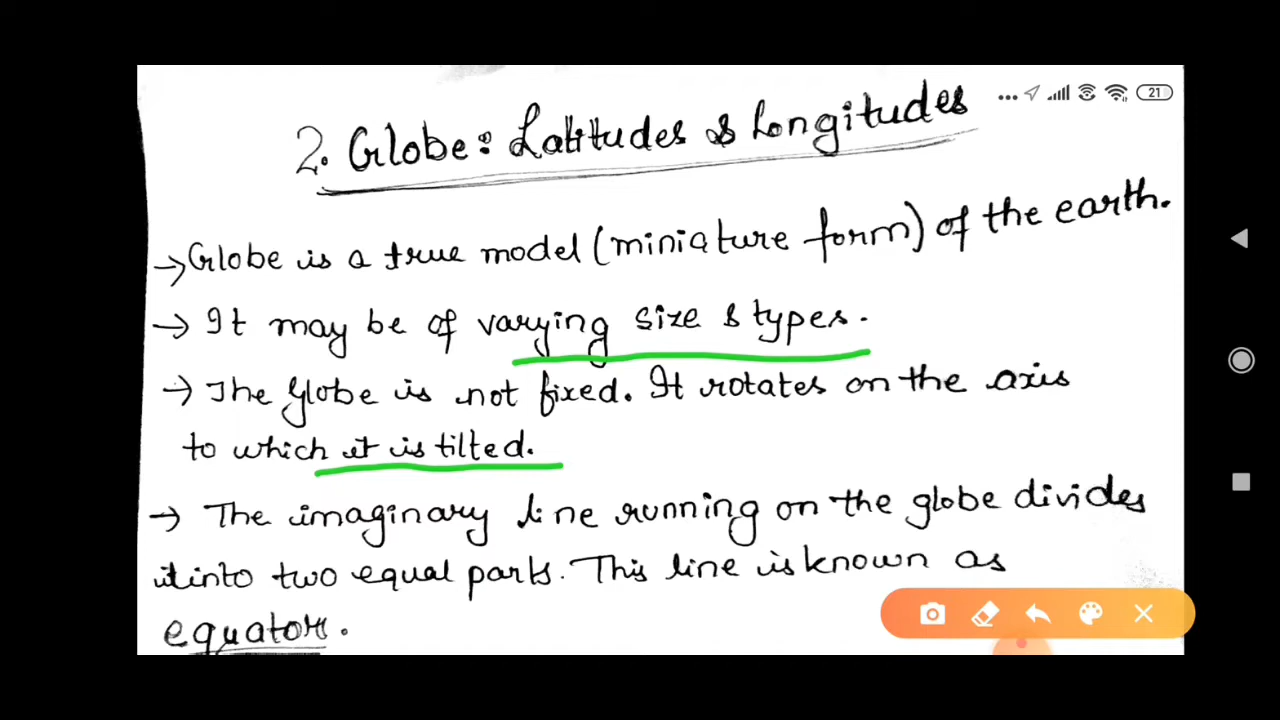 21
2. Globe: Latitudes & Longitudes
→ Globe is a true model (miniature form) of the earth.
→ It may be of varying size & types.
→ The Globe is not fixed. It rotates on the axis
to which it is tilted.
→ The imaginary line running on the globe divides
it into two equal parts. This line is known as
equator.